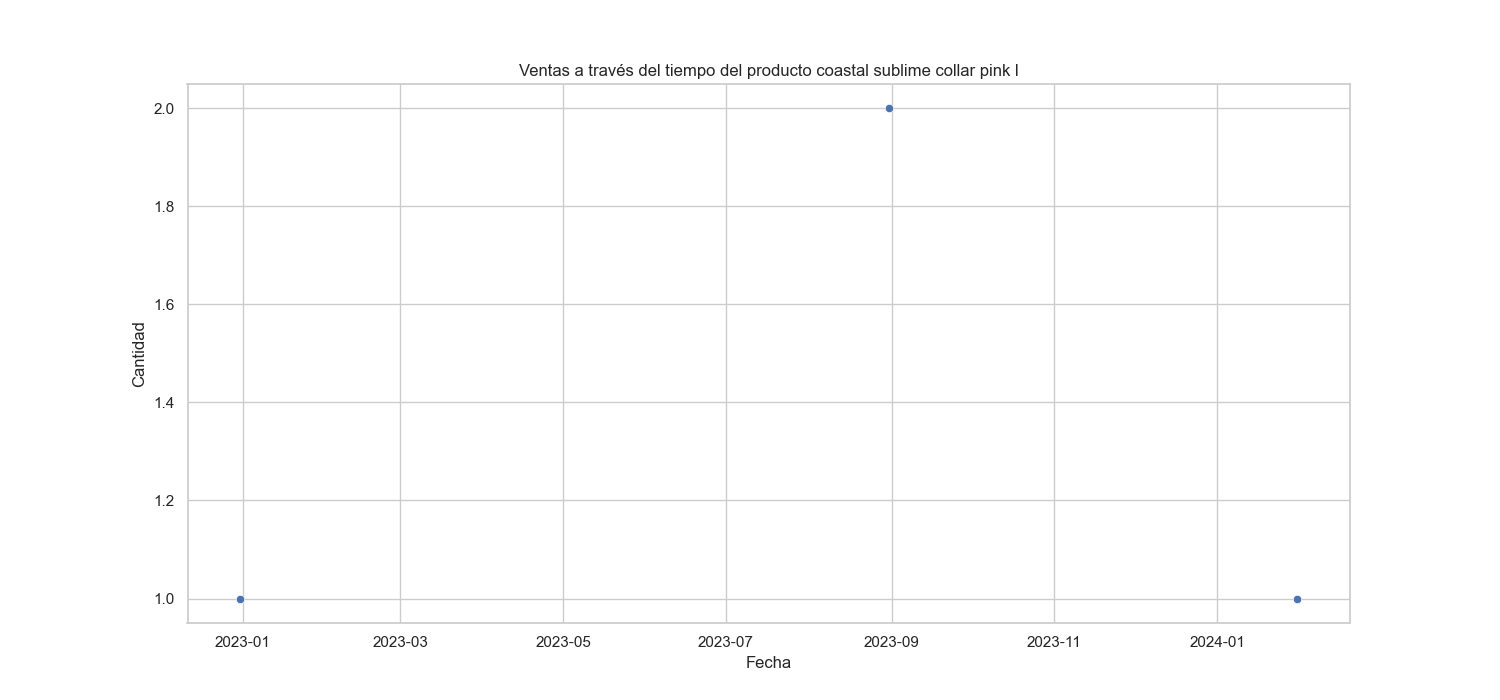 Ventas a través del tiempo del producto coastal sublime collar pink l
2.0
1.8
1.6
1.4
1.2
1.0
Cantidad
2023-01 2023-03 2023-05 2023-07 2023-09 2023-11 2024-01
Fecha